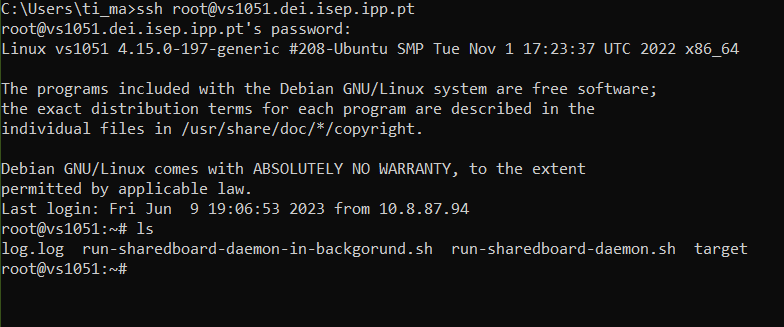 C:\Users\ti_ma>ssh root@vs1051.dei.isep.ipp.pt
root@vs1051.dei.isep.ipp.pt's password:
Linux vs1051 4.15.0-197-generic #208-Ubuntu SMP Tue Nov 1 17:23:37 UTC 2022 x86_64
The programs included with the Debian GNU/Linux system are free software;
the exact distribution terms for each program are described in the
individual files in /usr/share/doc/*/copyright.
Debian GNU/Linux comes with ABSOLUTELY NO WARRANTY, to the extent
permitted by applicable law.
Last login: Fri Jun  9 19:06:53 2023 from 10.8.87.94
root@vs1051:~# ls
log.log  run-sharedboard-daemon-in-backgorund.sh  run-sharedboard-daemon.sh  target
root@vs1051:~#